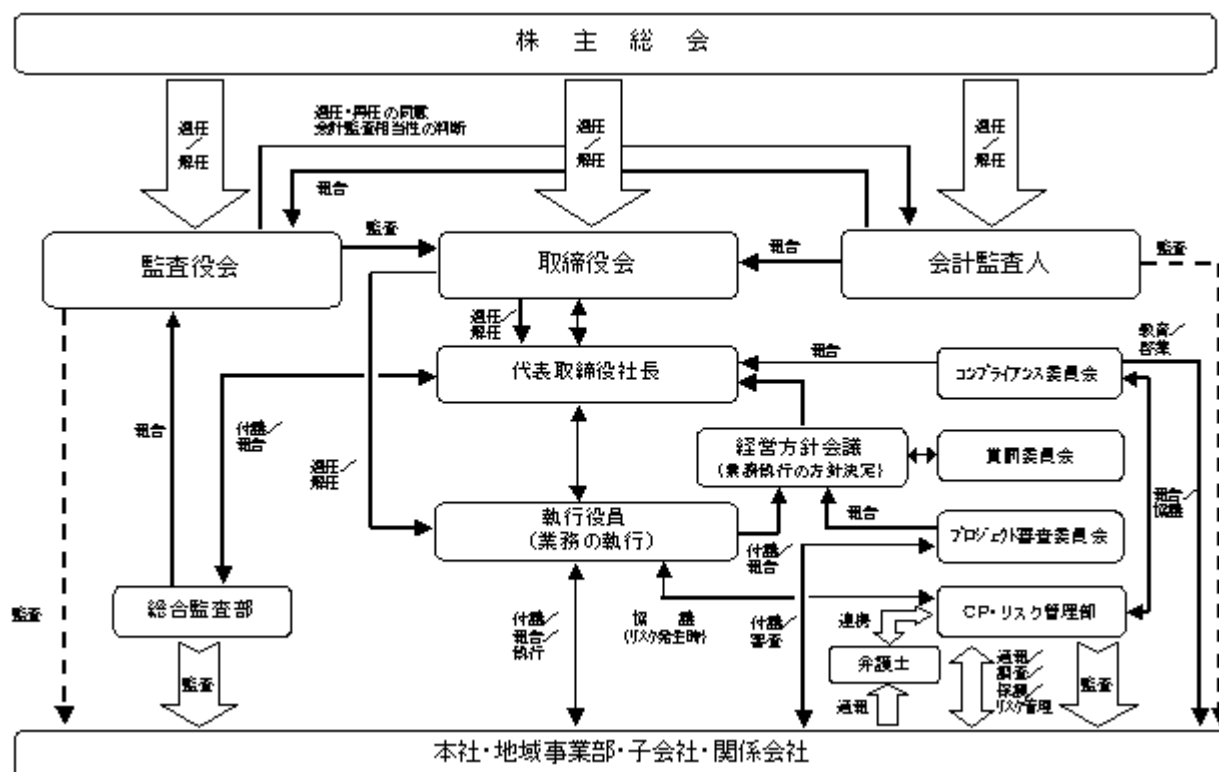 株　主　総　会
選任／解任
選任／解任
選任／解任
選任・再任の同意
会計監査相当性の判断
報告
監査役会
監査
取締役会
報告
会計監査人
監査
選任／解任
代表取締役社長
報告
コンプライアンス委員会
教育／
啓業
報告
付議／
報告
選任／
解任
経営方針会議
(業務執行の方針決定)
賞罰委員会
報告／
協議
執行役員
(業務の執行)
付議／
報告
報告
プロジェクト審査委員会
監査
総合監査部
付議／
報告／
執行
協　議
(リスク発生時)
付議／
審査
CP・リスク管理部
連携
弁護士
監査
通報
通報／
調査／
保護／
リスク管理
監査
本社・地域事業部・子会社・関係会社